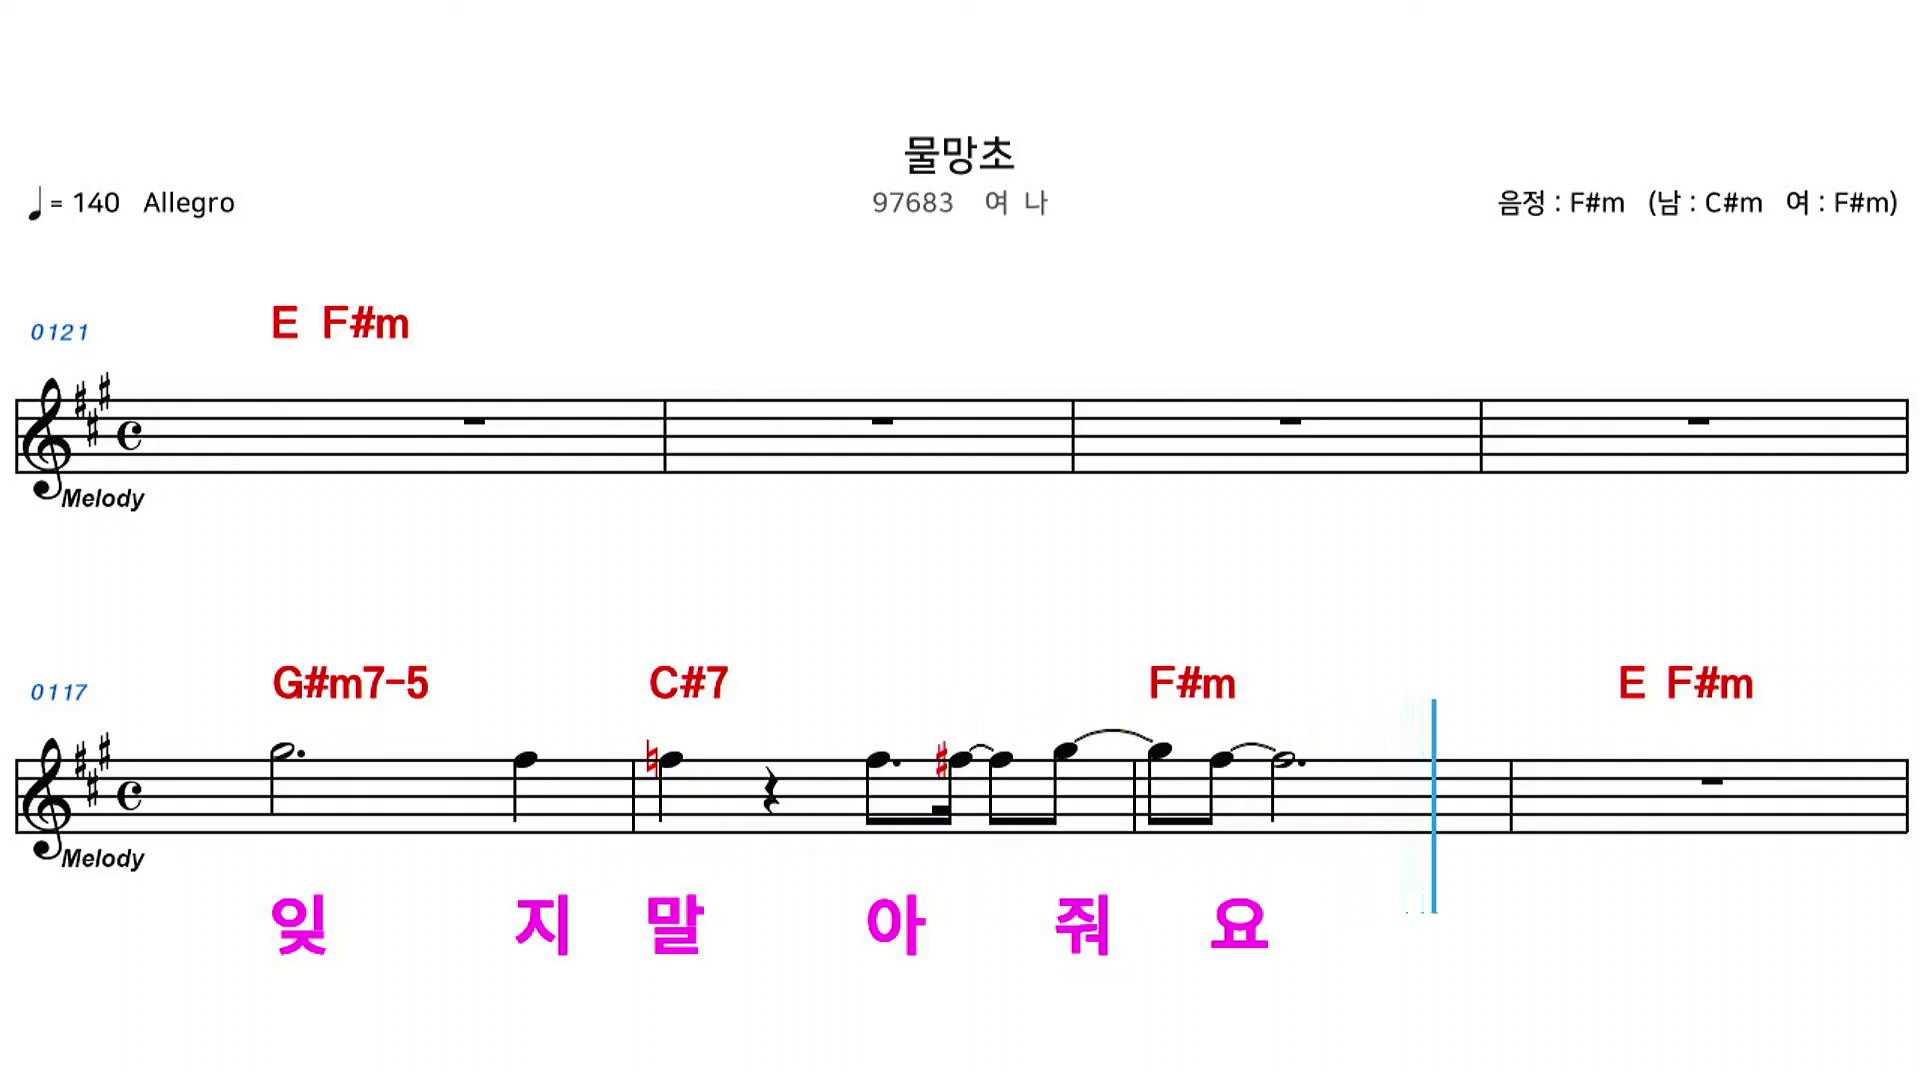 물망초
♩= 140 Allegro
97683 여 나
음정 : F#m (남 : C#m 여 : F#m)
0121
E F#m
Melody
0117
G#m7-5 C#7 F#m E F#m
Melody
잊 지 말 아 줘 요